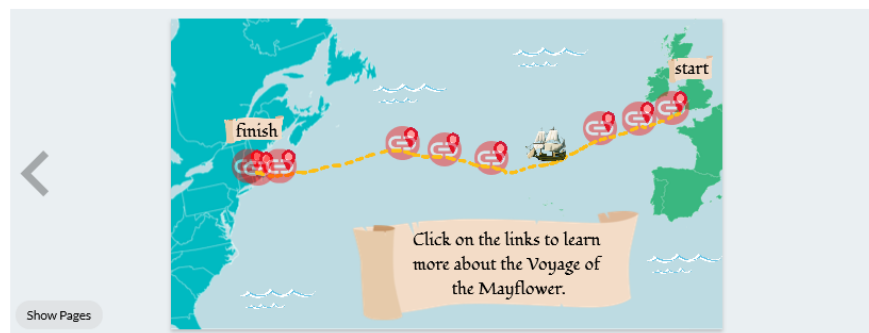 start
finish
Click on the links to learn
more about the Voyage of
the Mayflower.
Show Pages